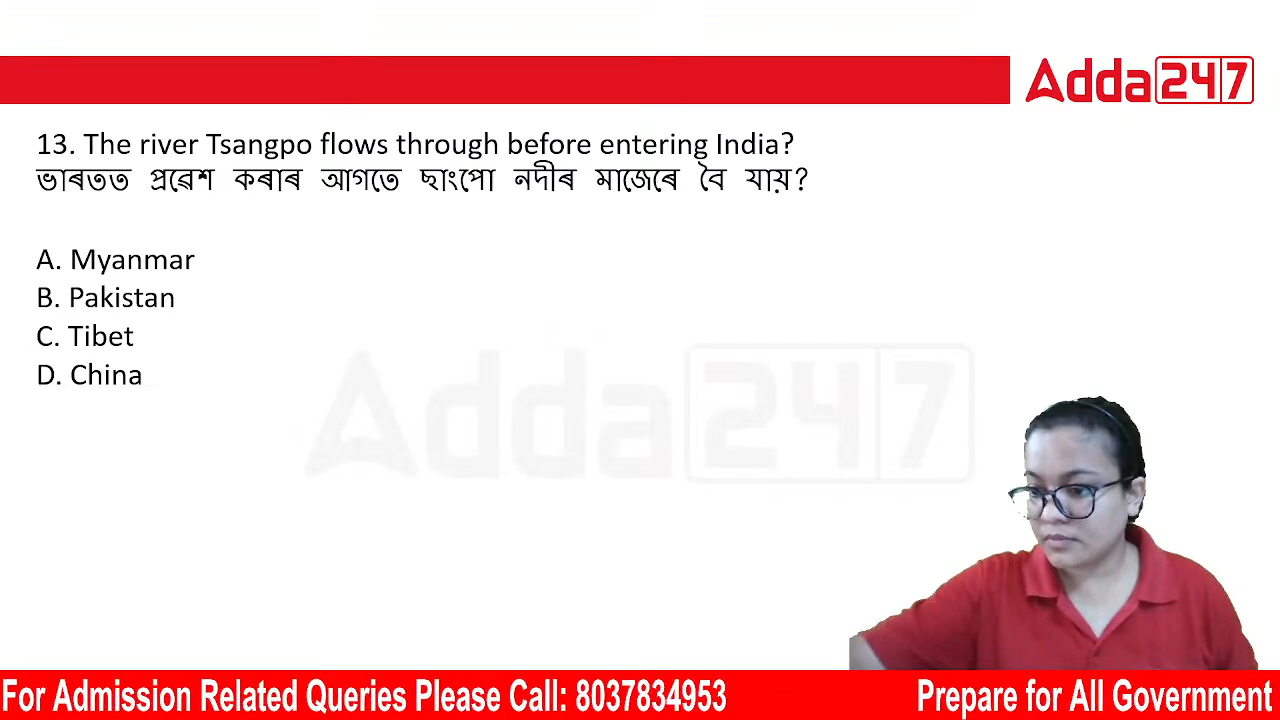 Adda247
13. The river Tsangpo flows through before entering India?
ভাৰতত প্ৰৱেশ কৰাৰ আগতে ছাংপো নদীৰ মাজেৰে বৈ যায়?
A. Myanmar
B. Pakistan
C. Tibet
D. China
Adda247
For Admission Related Queries Please Call: 8037834953 Prepare for All Government